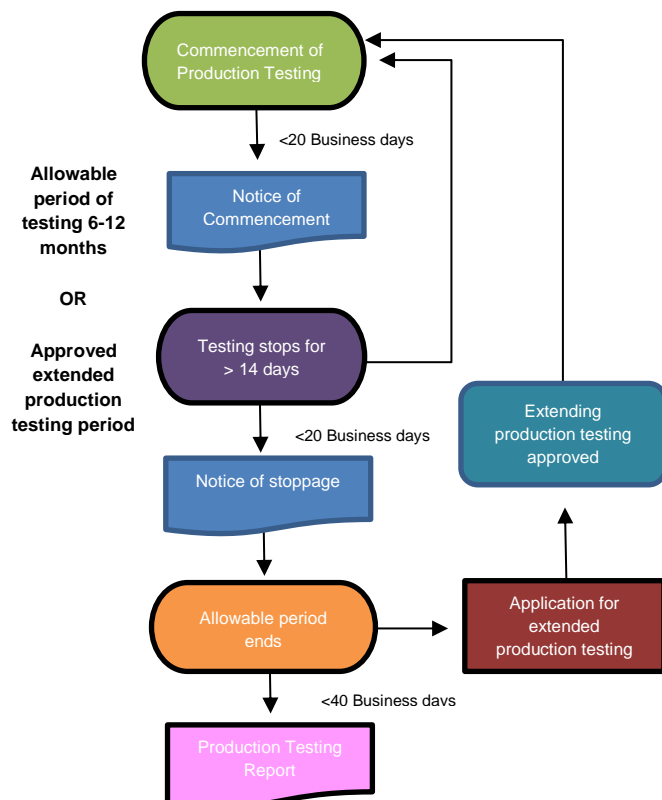 Commencement of
Production Testing
<20 Business days
Allowable
period of
testing 6-12
months
OR
Approved
extended
production
testing period
Notice of
Commencement
Testing stops for
> 14 days
<20 Business days
Extending
production testing
approved
Notice of stoppage
Allowable period
ends
Application for
extended
production testing
<40 Business days
Production Testing
Report